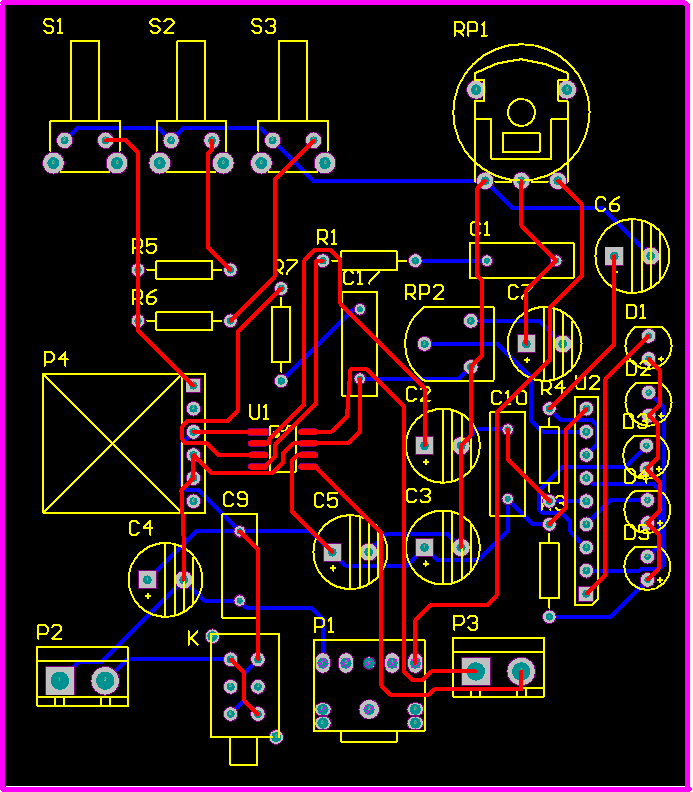 S1 S2 S3 RP1
C6
R5 R7 R1 C1
R6 C17 RP2 C7 D1
P4 D2
U1 C2 C10 R4 U2 D3
D4
C9 C5 C3 R3
C4 D5
P2 K P1 P3